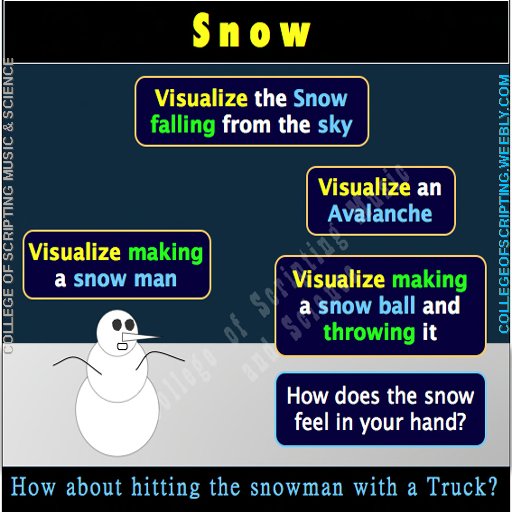 Snow
Visualize the Snow
falling from the sky
Visualize an
Avalanche
Visualize making
a snow man
Visualize making
a snow ball and
throwing it
How does the snow
feel in your hand?
How about hitting the snowman with a Truck?
COLLEGE OF SCRIPTING MUSIC & SCIENCE
COLLEGEOFSCRIPTING.WEEBLY.COM
College of Scripting Music
and Science